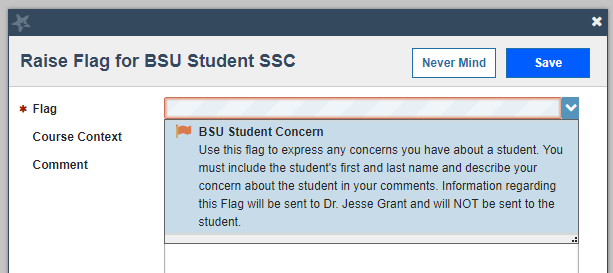 Raise Flag for BSU Student SSC
Never Mind
Save
* Flag
Course Context
Comment
BSU Student Concern
Use this flag to express any concerns you have about a student. You
must include the student's first and last name and describe your
concern about the student in your comments. Information regarding
this Flag will be sent to Dr. Jesse Grant and will NOT be sent to the
student.